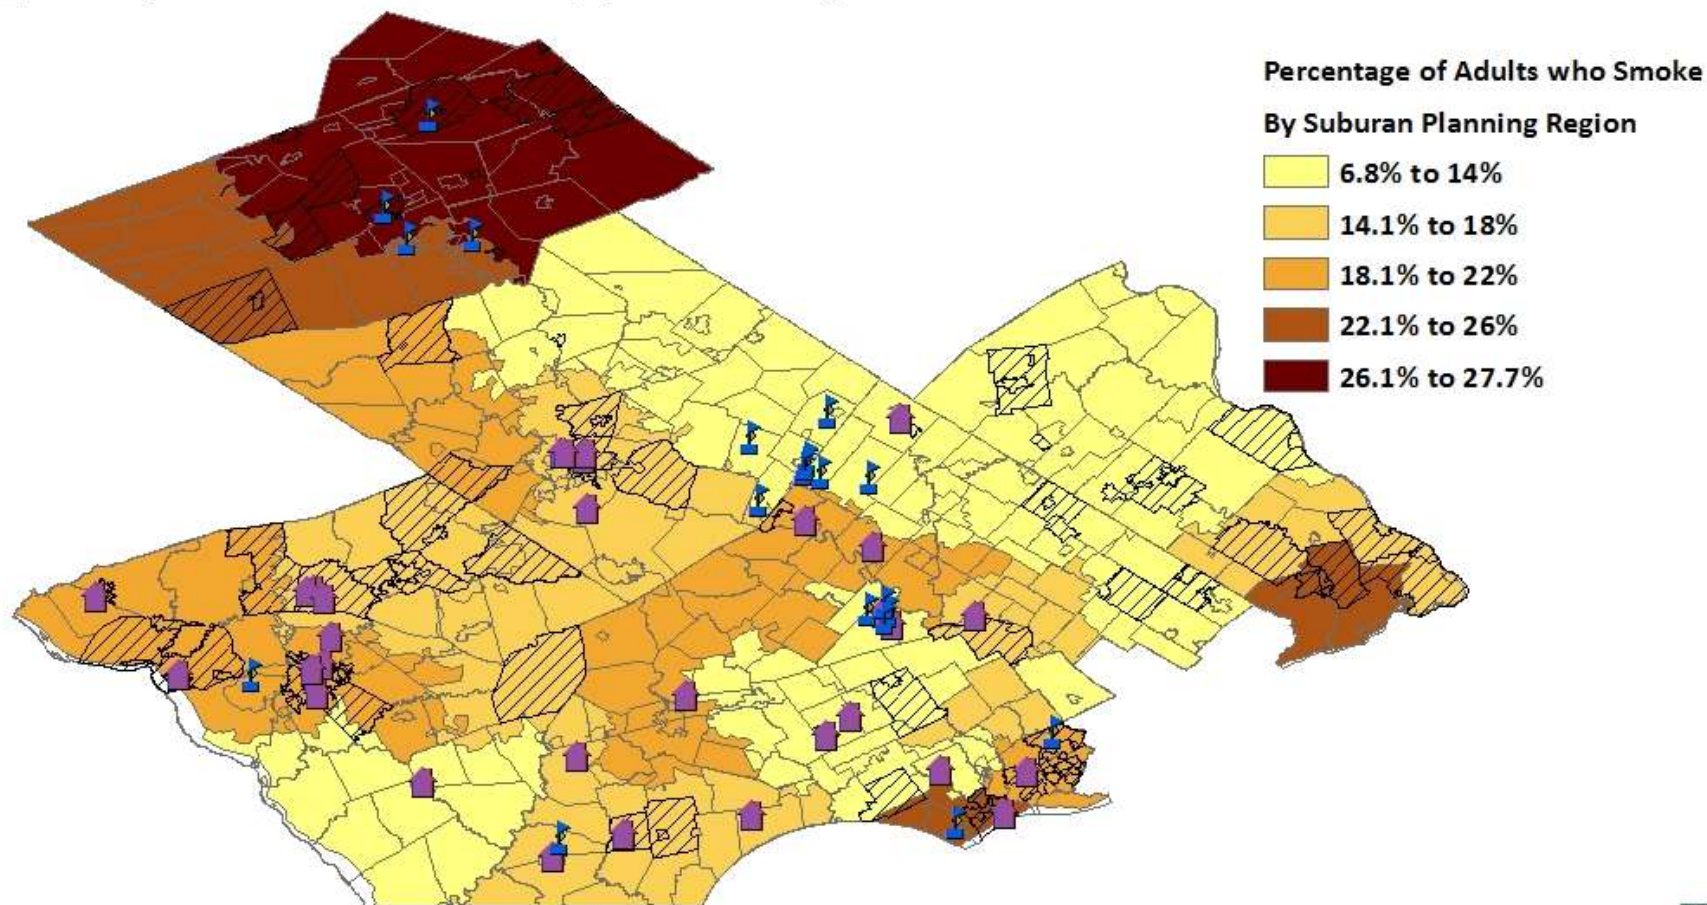 Percentage of Adults who Smoke
By Suburan Planning Region
6.8% to 14%
14.1% to 18%
18.1% to 22%
22.1% to 26%
26.1% to 27.7%